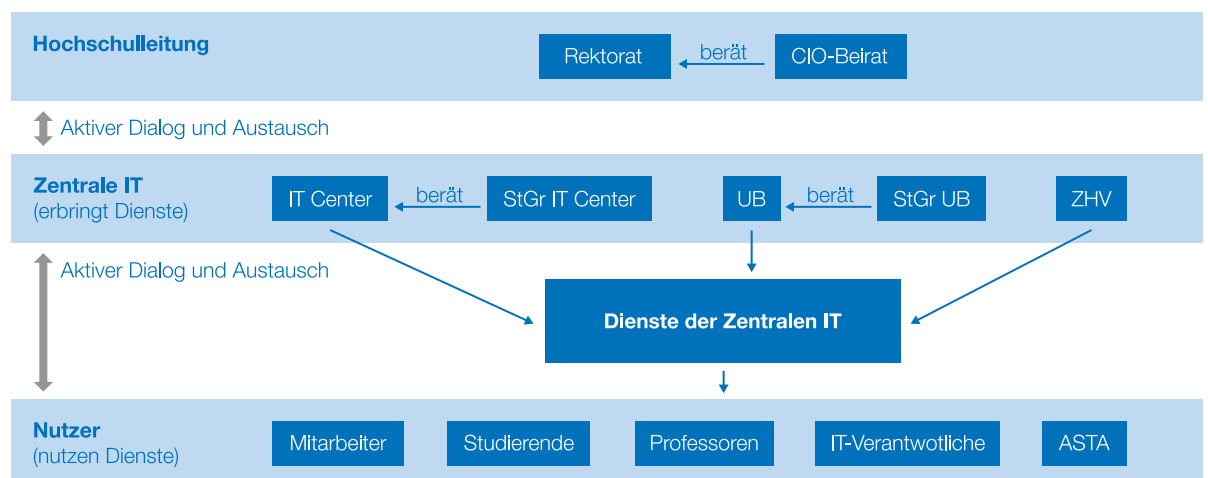 Hochschulleitung
Rektorat berät CIO-Beirat
Aktiver Dialog und Austausch
Zentrale IT
(erbringt Dienste)
IT Center berät StGr IT Center UB berät StGr UB ZHV
Aktiver Dialog und Austausch
Dienste der Zentralen IT
Nutzer
(nutzen Dienste)
Mitarbeiter Studierende Professoren IT-Verantwotliche ASTA